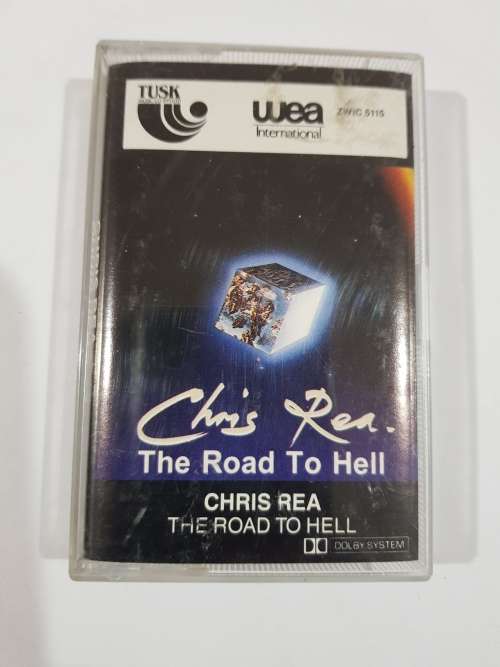 TUSK
wea
International
ZWIC 5115
Chris Rea.
The Road To Hell
CHRIS REA
THE ROAD TO HELL
DOLBY SYSTEM